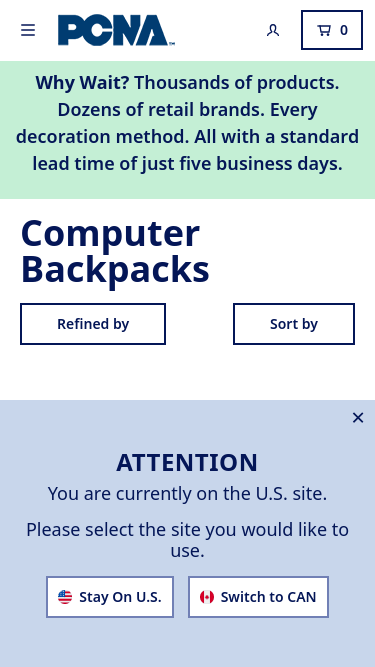 PCNA
0
Why Wait? Thousands of products.
Dozens of retail brands. Every
decoration method. All with a standard
lead time of just five business days.
Computer
Backpacks
Refined by
Sort by
ATTENTION
You are currently on the U.S. site.
Please select the site you would like to
use.
Stay On U.S.
Switch to CAN